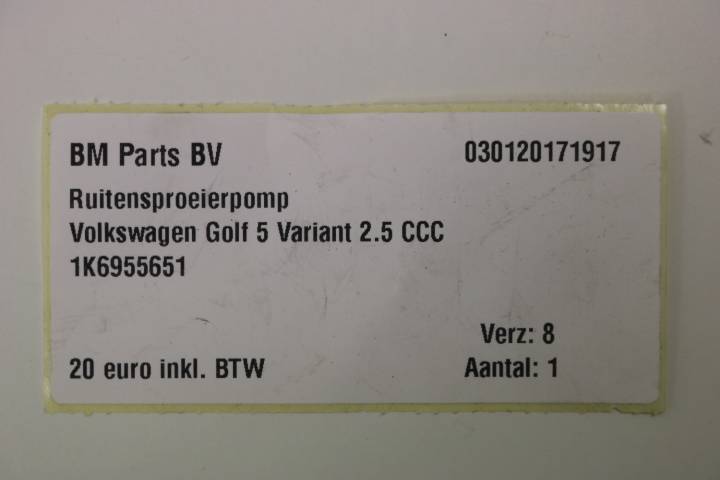 BM Parts BV 030120171917
Ruitensproeierpomp
Volkswagen Golf 5 Variant 2.5 CCC
1K6955651
Verz: 8
20 euro inkl. BTW Aantal: 1